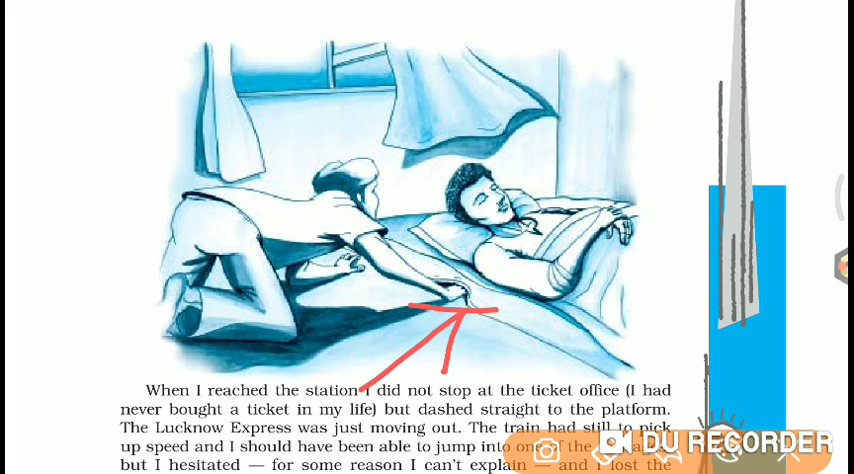 When I reached the station I did not stop at the ticket office (I had
never bought a ticket in my life) but dashed straight to the platform.
The Lucknow Express was just moving out. The train had still to pick
up speed and I should have been able to jump into one of the
but I hesitated — for some reason I can't explain — and I lost the
DU RECORDER